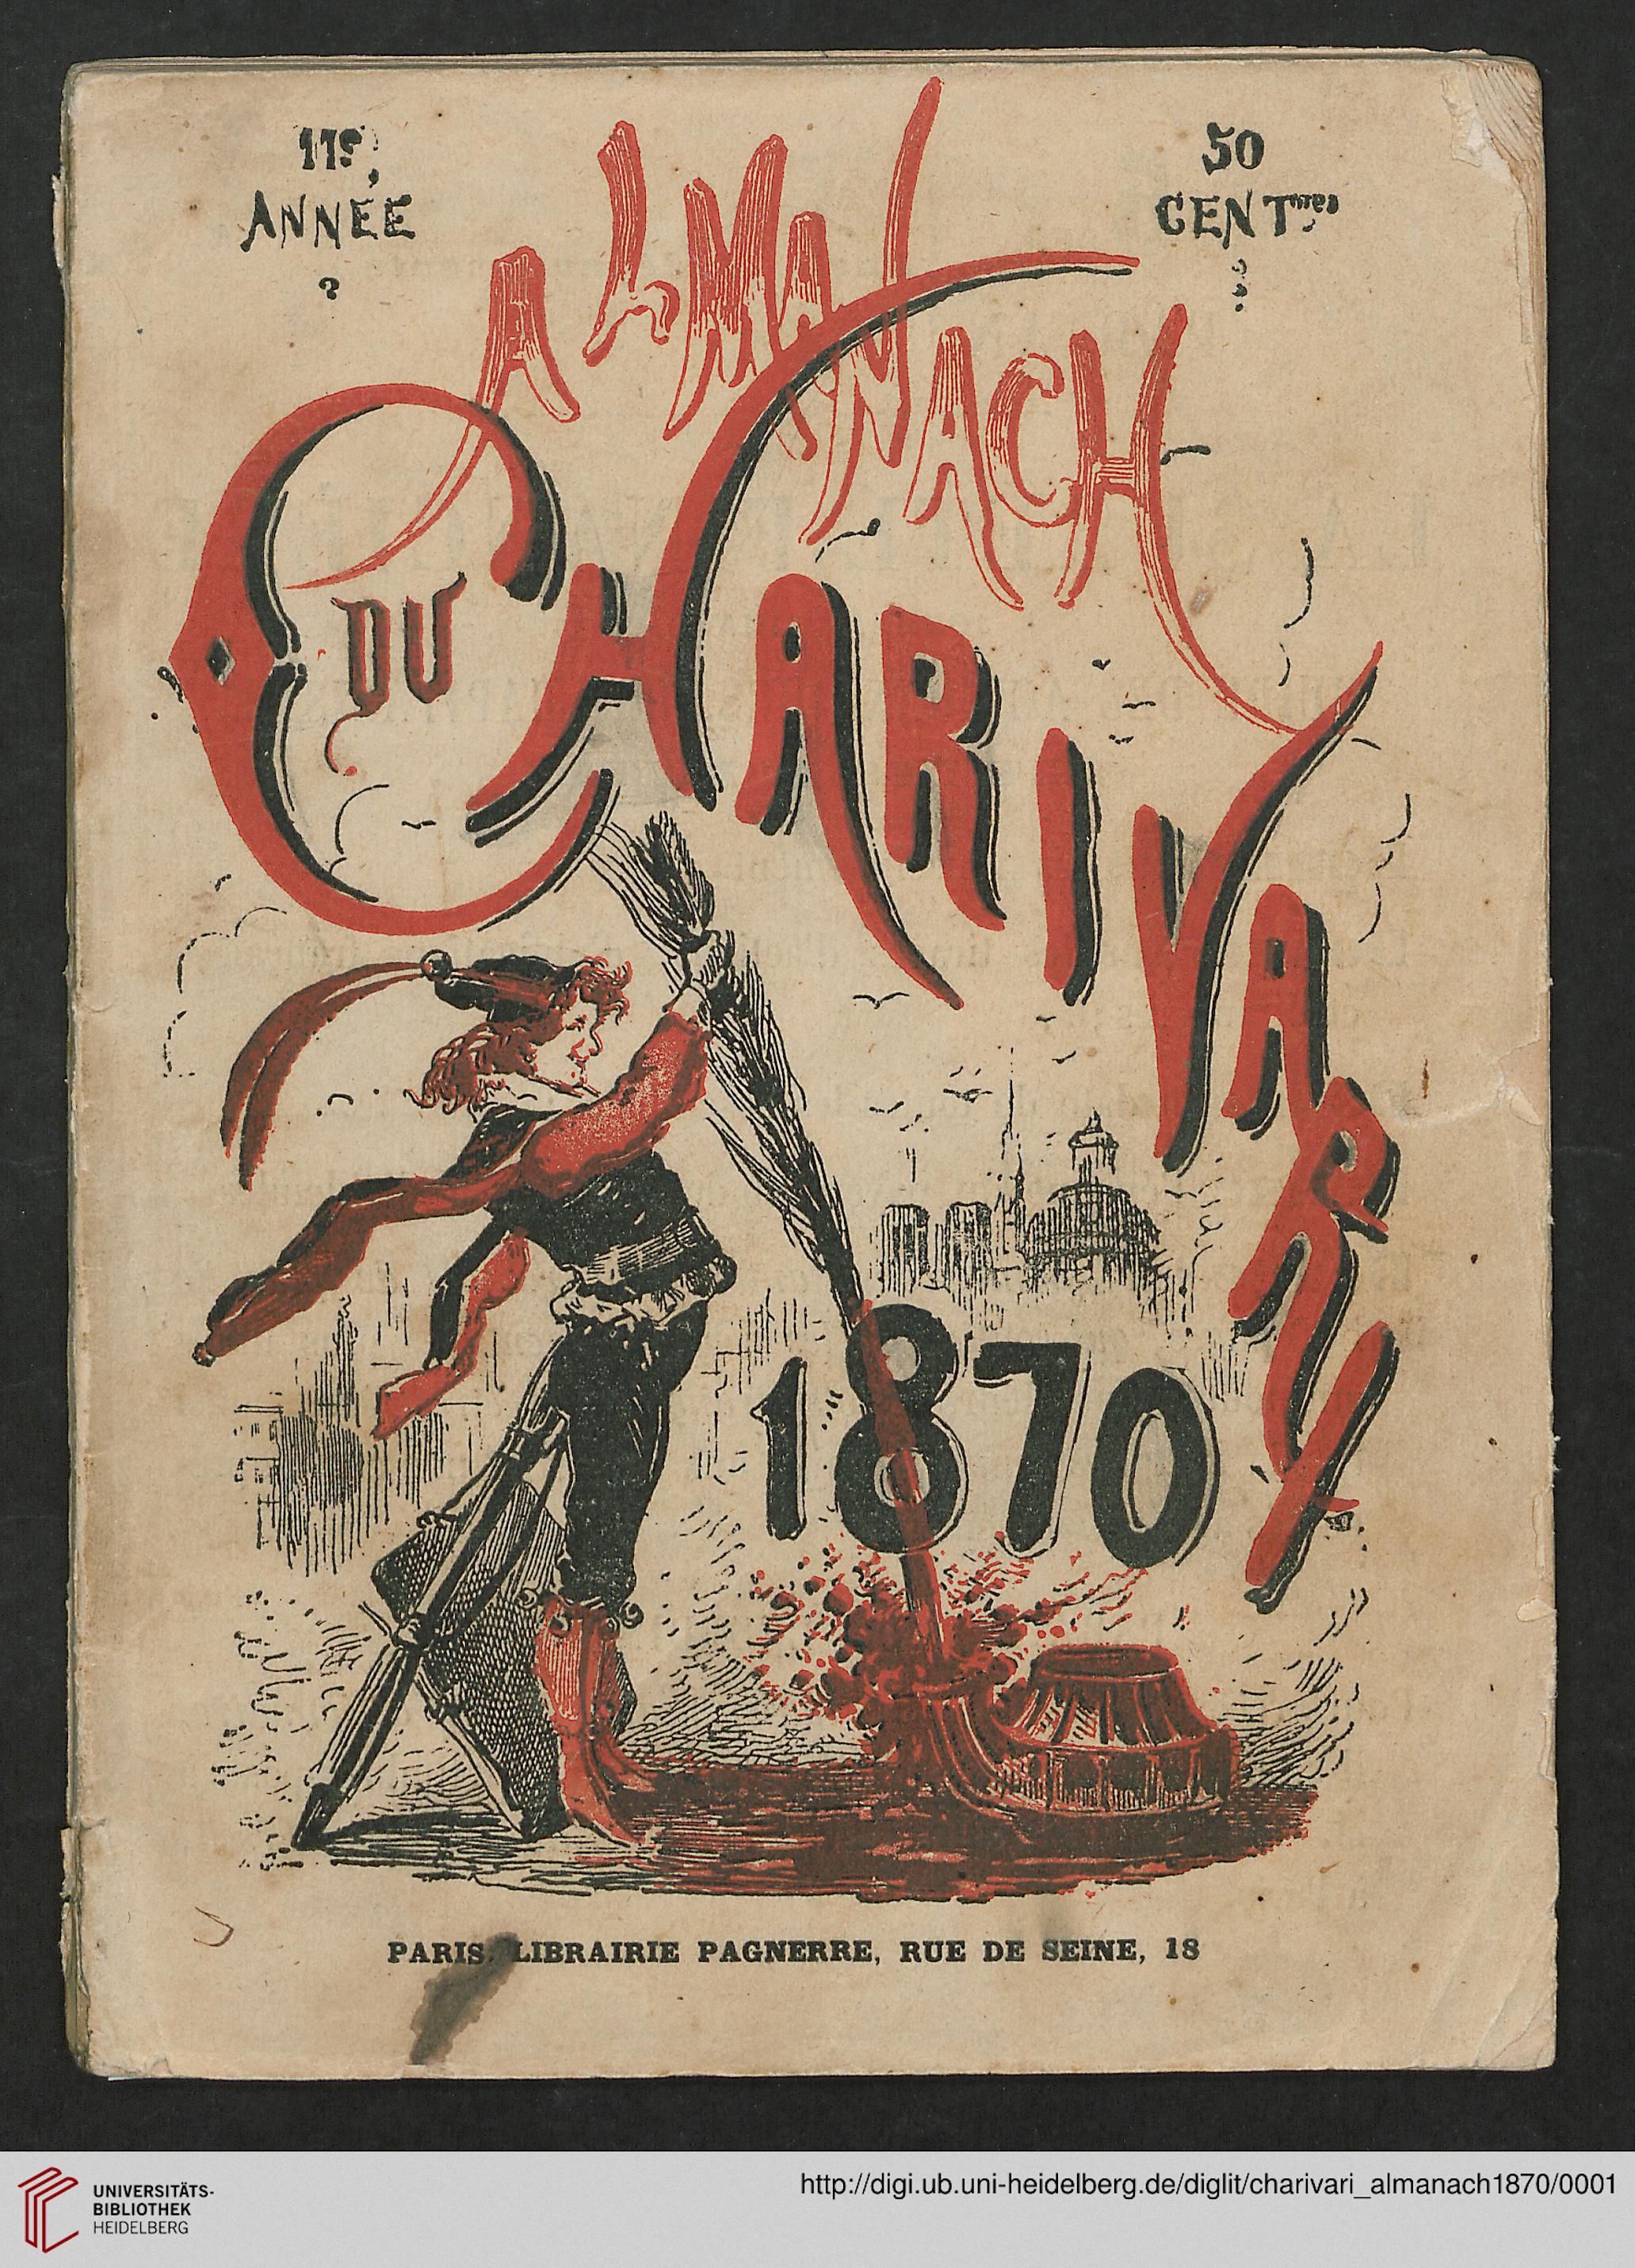 11e
ANNÉE
50
CENTmes
ALMANACH
DU
CHARIVARY
1870
PARIS. LIBRAIRIE PAGNERRE, RUE DE SEINE, 18
UNIVERSITÄTS-
BIBLIOTHEK
HEIDELBERG
http://digi.ub.uni-heidelberg.de/diglit/charivari_almanach1870/0001